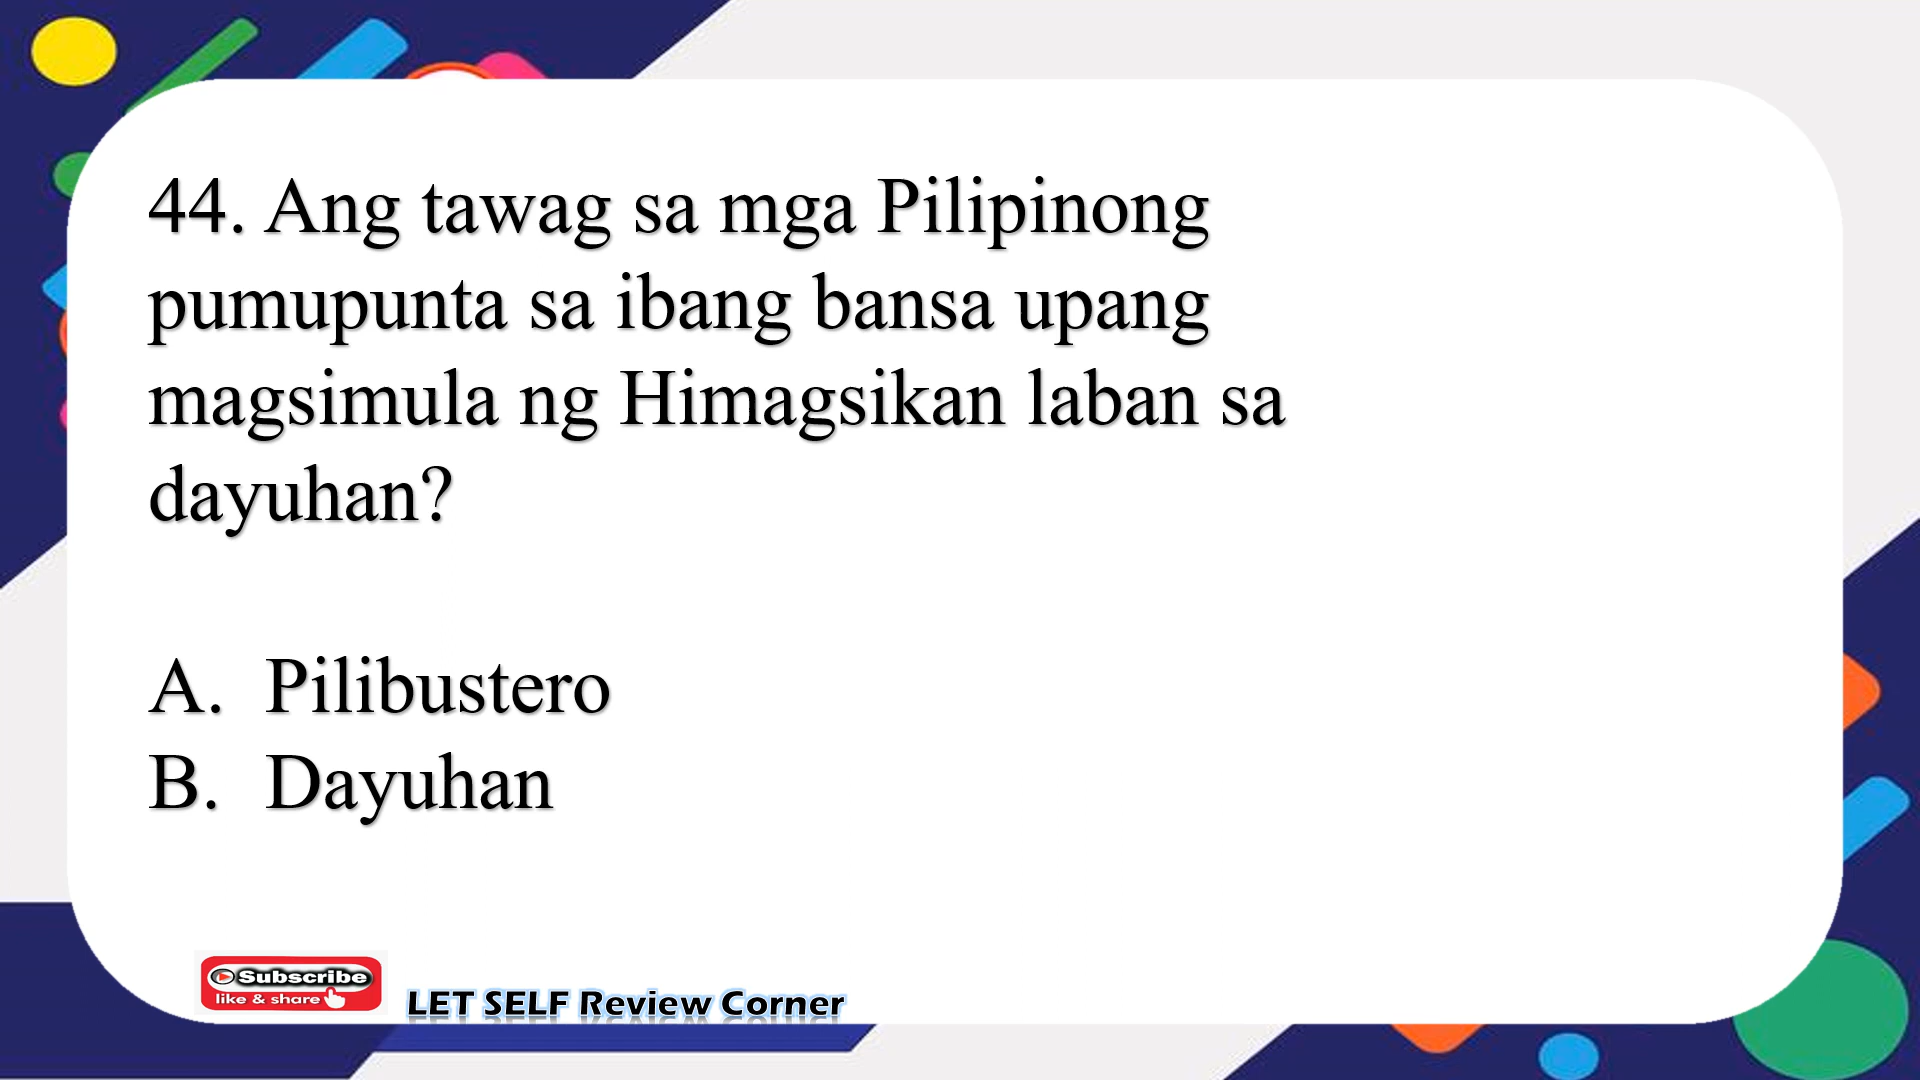 44. Ang tawag sa mga Pilipinong
pumupunta sa ibang bansa upang
magsimula ng Himagsikan laban sa
dayuhan?
A. Pilibustero
B. Dayuhan
Subscribe
like & share
LET SELF Review Corner